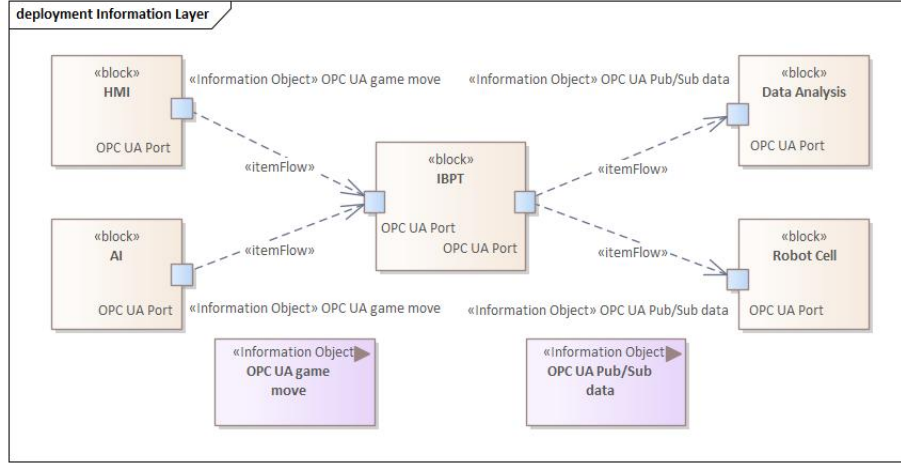 deployment Information Layer
«block»
HMI
OPC UA Port
«Information Object» OPC UA game move
«Information Object» OPC UA Pub/Sub data
«block»
Data Analysis
OPC UA Port
«itemFlow»
«itemFlow»
«block»
IBPT
OPC UA Port
OPC UA Port
«block»
AI
OPC UA Port
«itemFlow»
«itemFlow»
«block»
Robot Cell
OPC UA Port
«Information Object» OPC UA game move
«Information Object» OPC UA Pub/Sub data
«Information Object
OPC UA game
move
«Information Object
OPC UA Pub/Sub
data